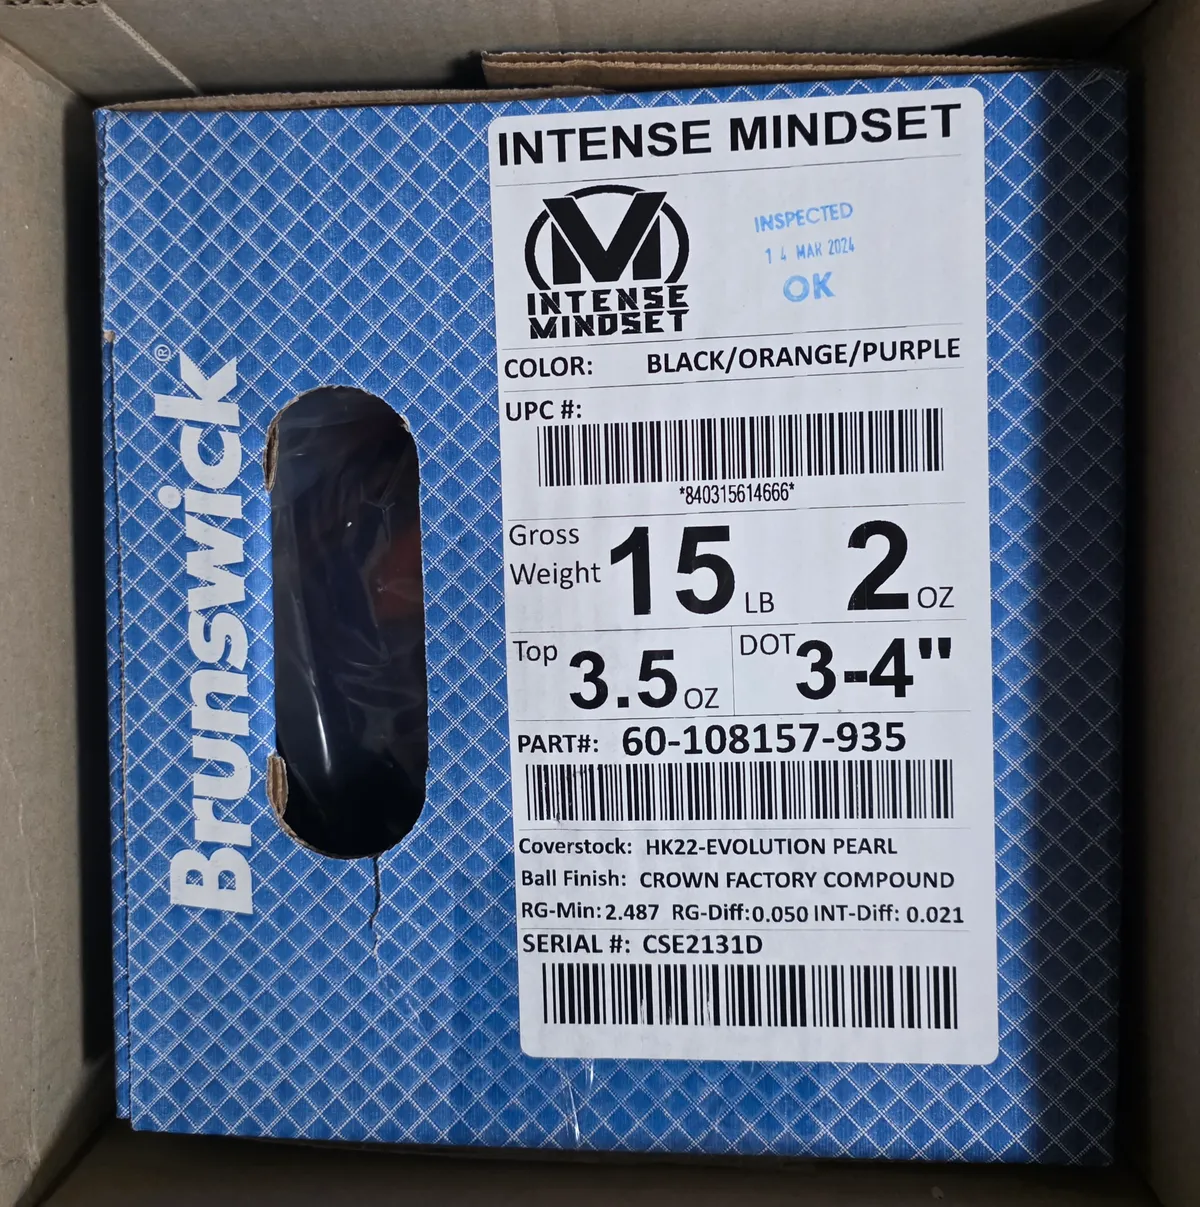 INTENSE MINDSET
INTENSE
MINDSET
INSPECTED
14 MAR 2024
OK
COLOR: BLACK/ORANGE/PURPLE
UPC #:
*840315614666*
Gross Weight 15 LB 2 OZ
Top 3.5 OZ DOT 3-4"
PART#: 60-108157-935
Coverstock: HK22-EVOLUTION PEARL
Ball Finish: CROWN FACTORY COMPOUND
RG-Min: 2.487 RG-Diff: 0.050 INT-Diff: 0.021
SERIAL #: CSE2131D
Brunswick®